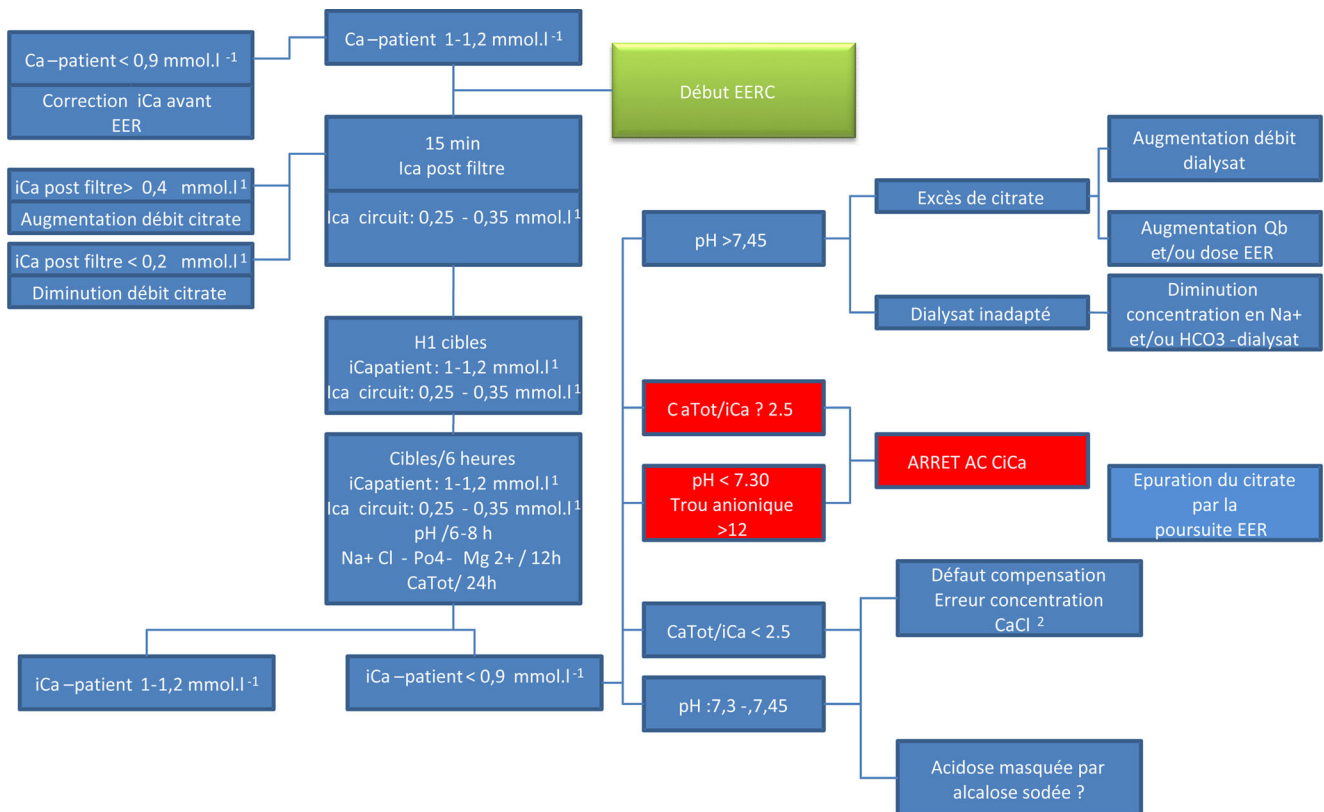 Ca–patient 1-1,2 mmol.l -1
Ca –patient < 0,9 mmol.l -1
Correction iCa avant
EER
Début EERC
15 min
Ica post filtre
Ica circuit: 0,25 - 0,35 mmol.l1
iCa post filtre> 0,4 mmol.l1
Augmentation débit citrate
iCa post filtre < 0,2 mmol.l1
Diminution débit citrate
H1 cibles
iCapatient : 1-1,2 mmol.l1
Ica circuit: 0,25 - 0,35 mmol.l1
Cibles/6 heures
iCapatient : 1-1,2 mmol.l1
Ica circuit: 0,25 - 0,35 mmol.l1
pH /6-8 h
Na+ Cl - Po4- Mg 2+ / 12h
CaTot/ 24h
iCa –patient 1-1,2 mmol.l-1
iCa –patient < 0,9 mmol.l-1
pH >7,45
Excès de citrate
Augmentation débit
dialysat
Augmentation Qb
et/ou dose EER
Dialysat inadapté
Diminution
concentration en Na+
et/ou HCO3 -dialysat
CaTot/iCa ? 2.5
pH < 7.30
Trou anionique
>12
ARRET AC CiCa
Epuration du citrate
par la
poursuite EER
CaTot/iCa < 2.5
pH :7,3 -,7,45
Défaut compensation
Erreur concentration
CaCl 2
Acidose masquée par
alcalose sodée ?